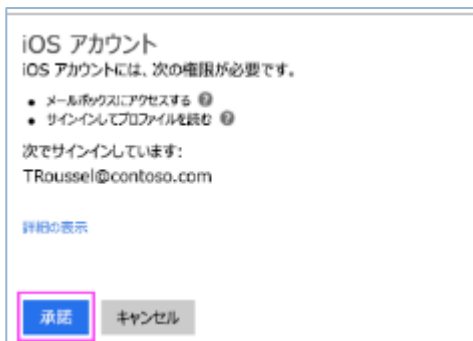 iOS アカウント
iOS アカウントには、次の権限が必要です。
• メールボックスにアクセスする
• サインインしてプロファイルを読む
次でサインインしています:
TRoussel@contoso.com
詳細の表示
承諾 キャンセル